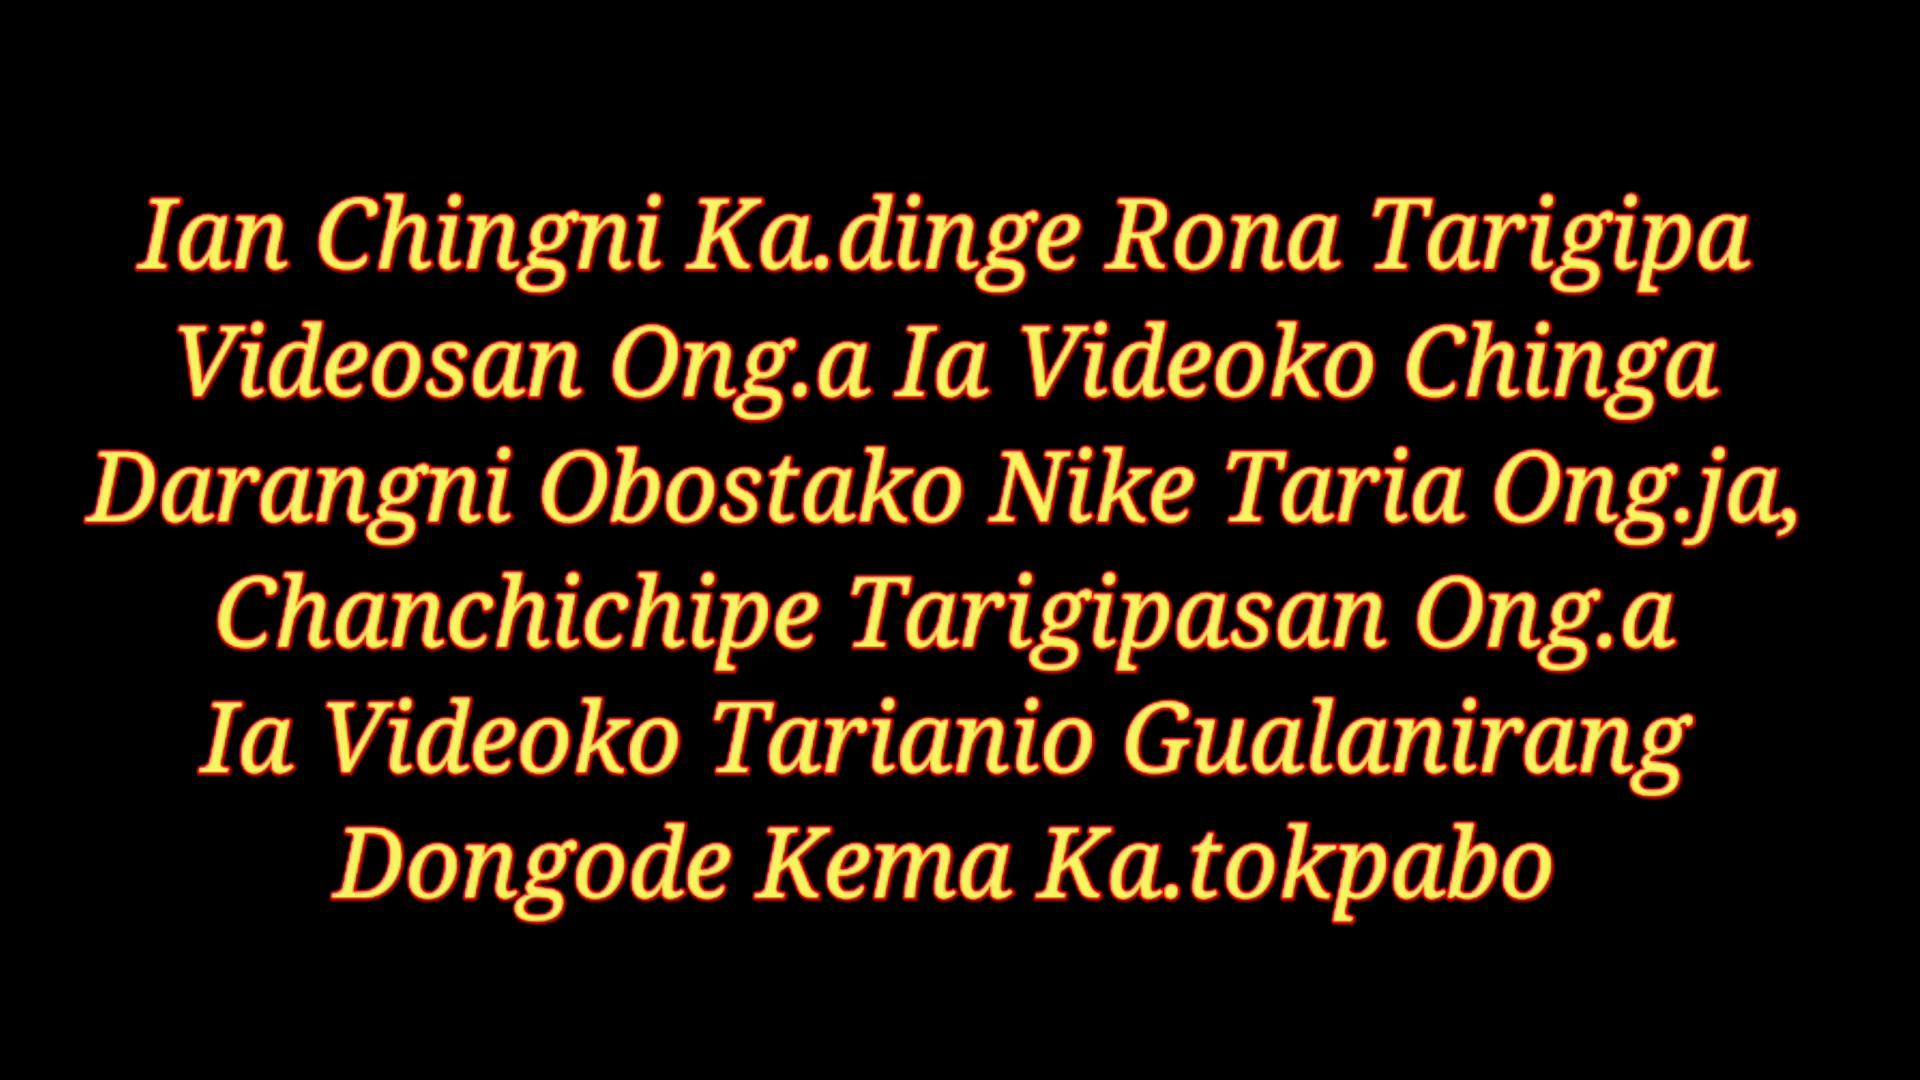 Ian Chingni Ka.dinge Rona Tarigipa
Videosan Ong.a Ia Videoko Chinga
Darangni Obostako Nike Taria Ong.ja,
Chanchichipe Tarigipasan Ong.a
Ia Videoko Tarianio Gualanirang
Dongode Kema Ka.tokpabo